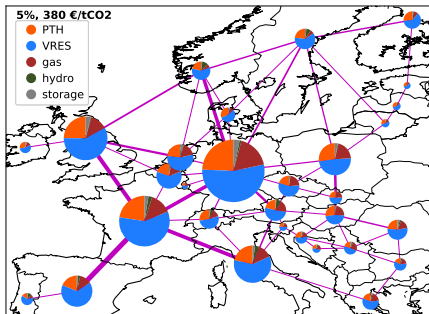 5%, 380 €/tCO2
PTH
VRES
gas
hydro
storage